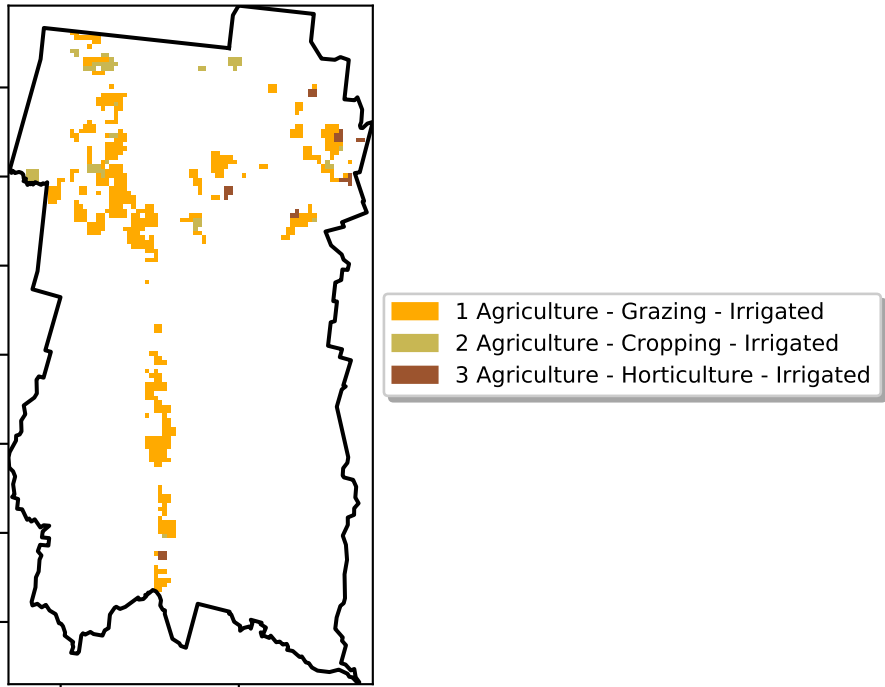 1 Agriculture - Grazing - Irrigated
2 Agriculture - Cropping - Irrigated
3 Agriculture - Horticulture - Irrigated